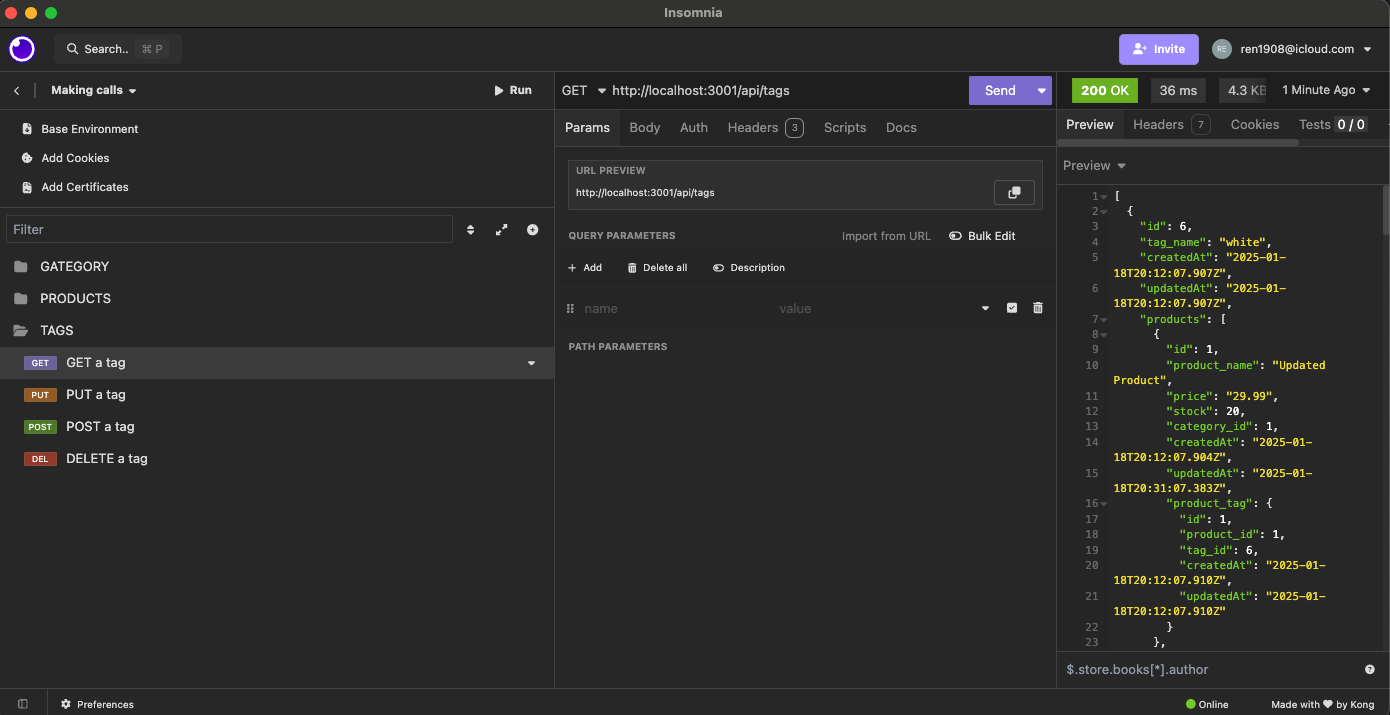 Insomnia
Search.. ⌘ P
Invite
RE ren1908@icloud.com
Making calls
Run
Base Environment
Add Cookies
Add Certificates
Filter
GATEGORY
PRODUCTS
TAGS
GET GET a tag
PUT PUT a tag
POST POST a tag
DEL DELETE a tag
GET http://localhost:3001/api/tags Send
Params Body Auth Headers 3 Scripts Docs
URL PREVIEW
http://localhost:3001/api/tags
QUERY PARAMETERS Import from URL Bulk Edit
+ Add Delete all Description
name value
PATH PARAMETERS
200 OK 36 ms 4.3 KB 1 Minute Ago
Preview Headers 7 Cookies Tests 0 / 0
Preview
1 [
2 {
3 "id": 6,
4 "tag_name": "white",
5 "createdAt": "2025-01-
18T20:12:07.907Z",
6 "updatedAt": "2025-01-
18T20:12:07.907Z",
7 "products": [
8 {
9 "id": 1,
10 "product_name": "Updated
Product",
11 "price": "29.99",
12 "stock": 20,
13 "category_id": 1,
14 "createdAt": "2025-01-
18T20:12:07.904Z",
15 "updatedAt": "2025-01-
18T20:31:07.383Z",
16 "product_tag": {
17 "id": 1,
18 "product_id": 1,
19 "tag_id": 6,
20 "createdAt": "2025-01-
18T20:12:07.910Z",
21 "updatedAt": "2025-01-
18T20:12:07.910Z"
22 }
23 },
$.store.books[*].author
Preferences
Online
Made with ♥ by Kong